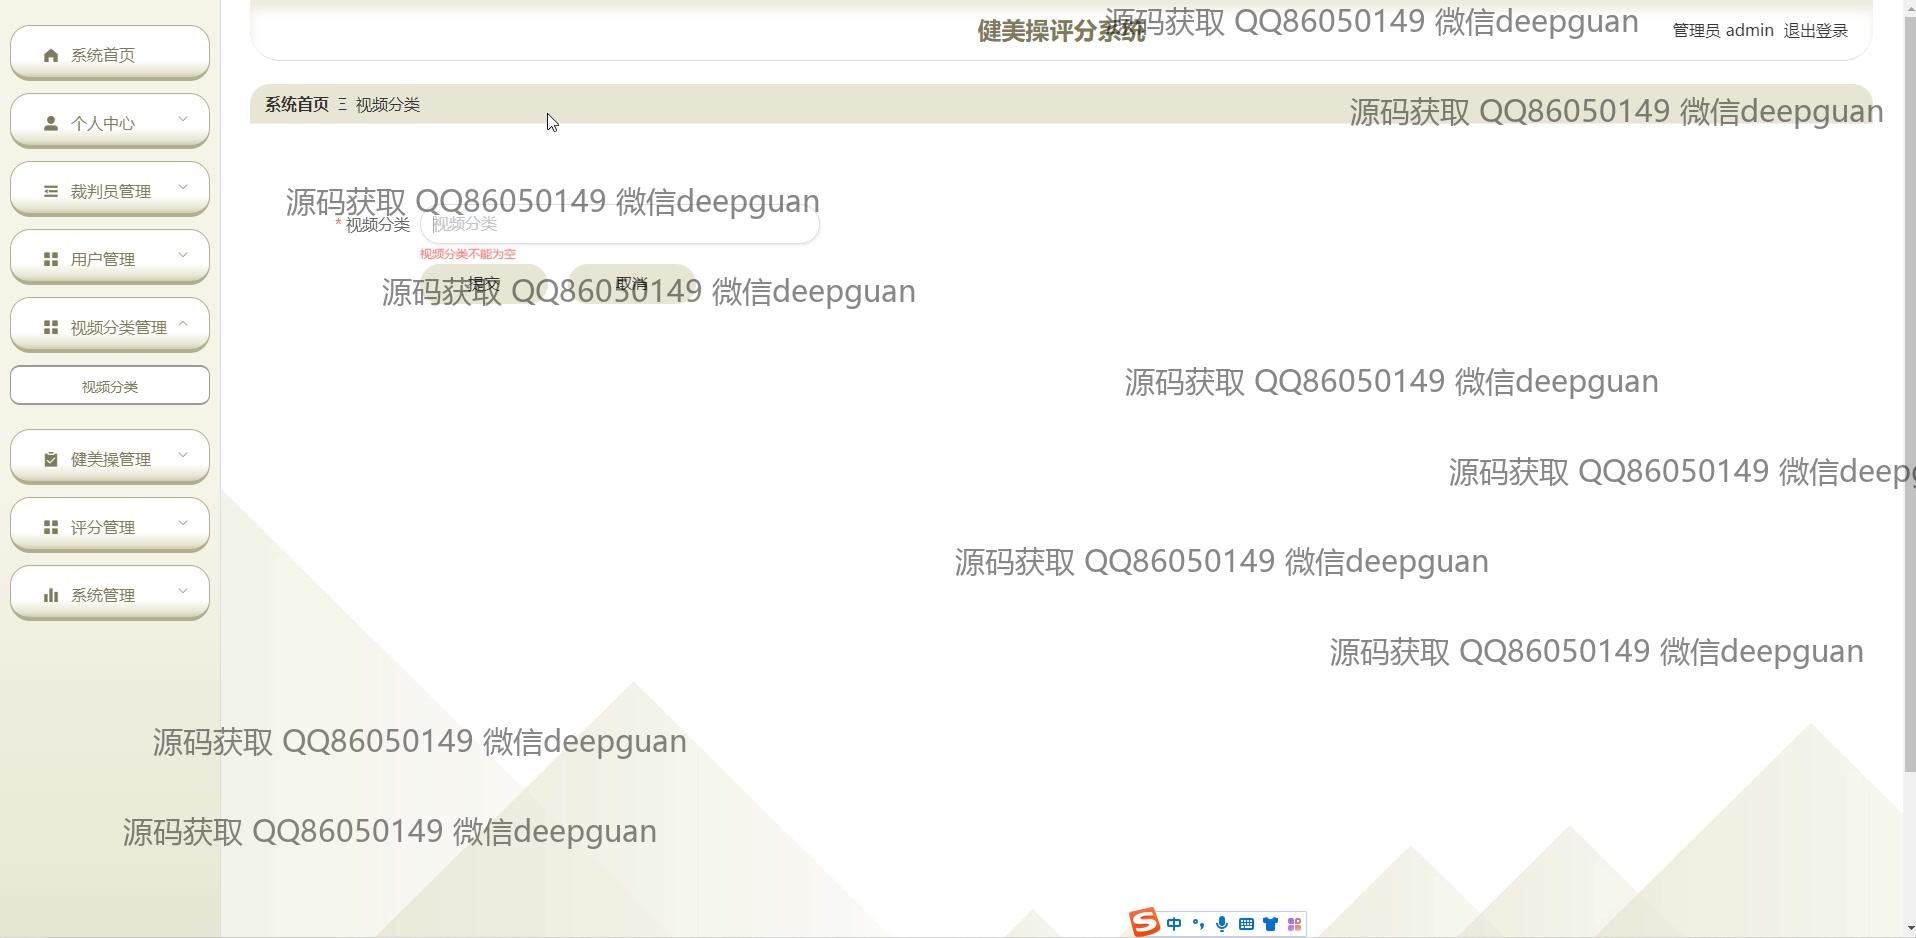 健美操评分系统
源码获取 QQ86050149 微信deepguan
管理员 admin 退出登录
系统首页
个人中心
裁判员管理
用户管理
视频分类管理
视频分类
健美操管理
评分管理
系统管理
系统首页 Ξ 视频分类
源码获取 QQ86050149 微信deepguan
源码获取 QQ86050149 微信deepguan
* 视频分类 视频分类
视频分类不能为空
提交 取消
源码获取 QQ86050149 微信deepguan
源码获取 QQ86050149 微信deepguan
源码获取 QQ86050149 微信deep
源码获取 QQ86050149 微信deepguan
源码获取 QQ86050149 微信deepguan
源码获取 QQ86050149 微信deepguan
源码获取 QQ86050149 微信deepguan
S 中